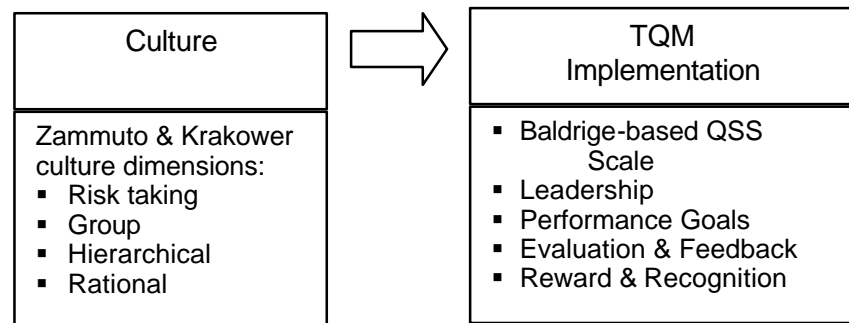 Culture
Zammuto & Krakower
culture dimensions:
▪ Risk taking
▪ Group
▪ Hierarchical
▪ Rational
TQM
Implementation
▪ Baldrige-based QSS
Scale
▪ Leadership
▪ Performance Goals
▪ Evaluation & Feedback
▪ Reward & Recognition